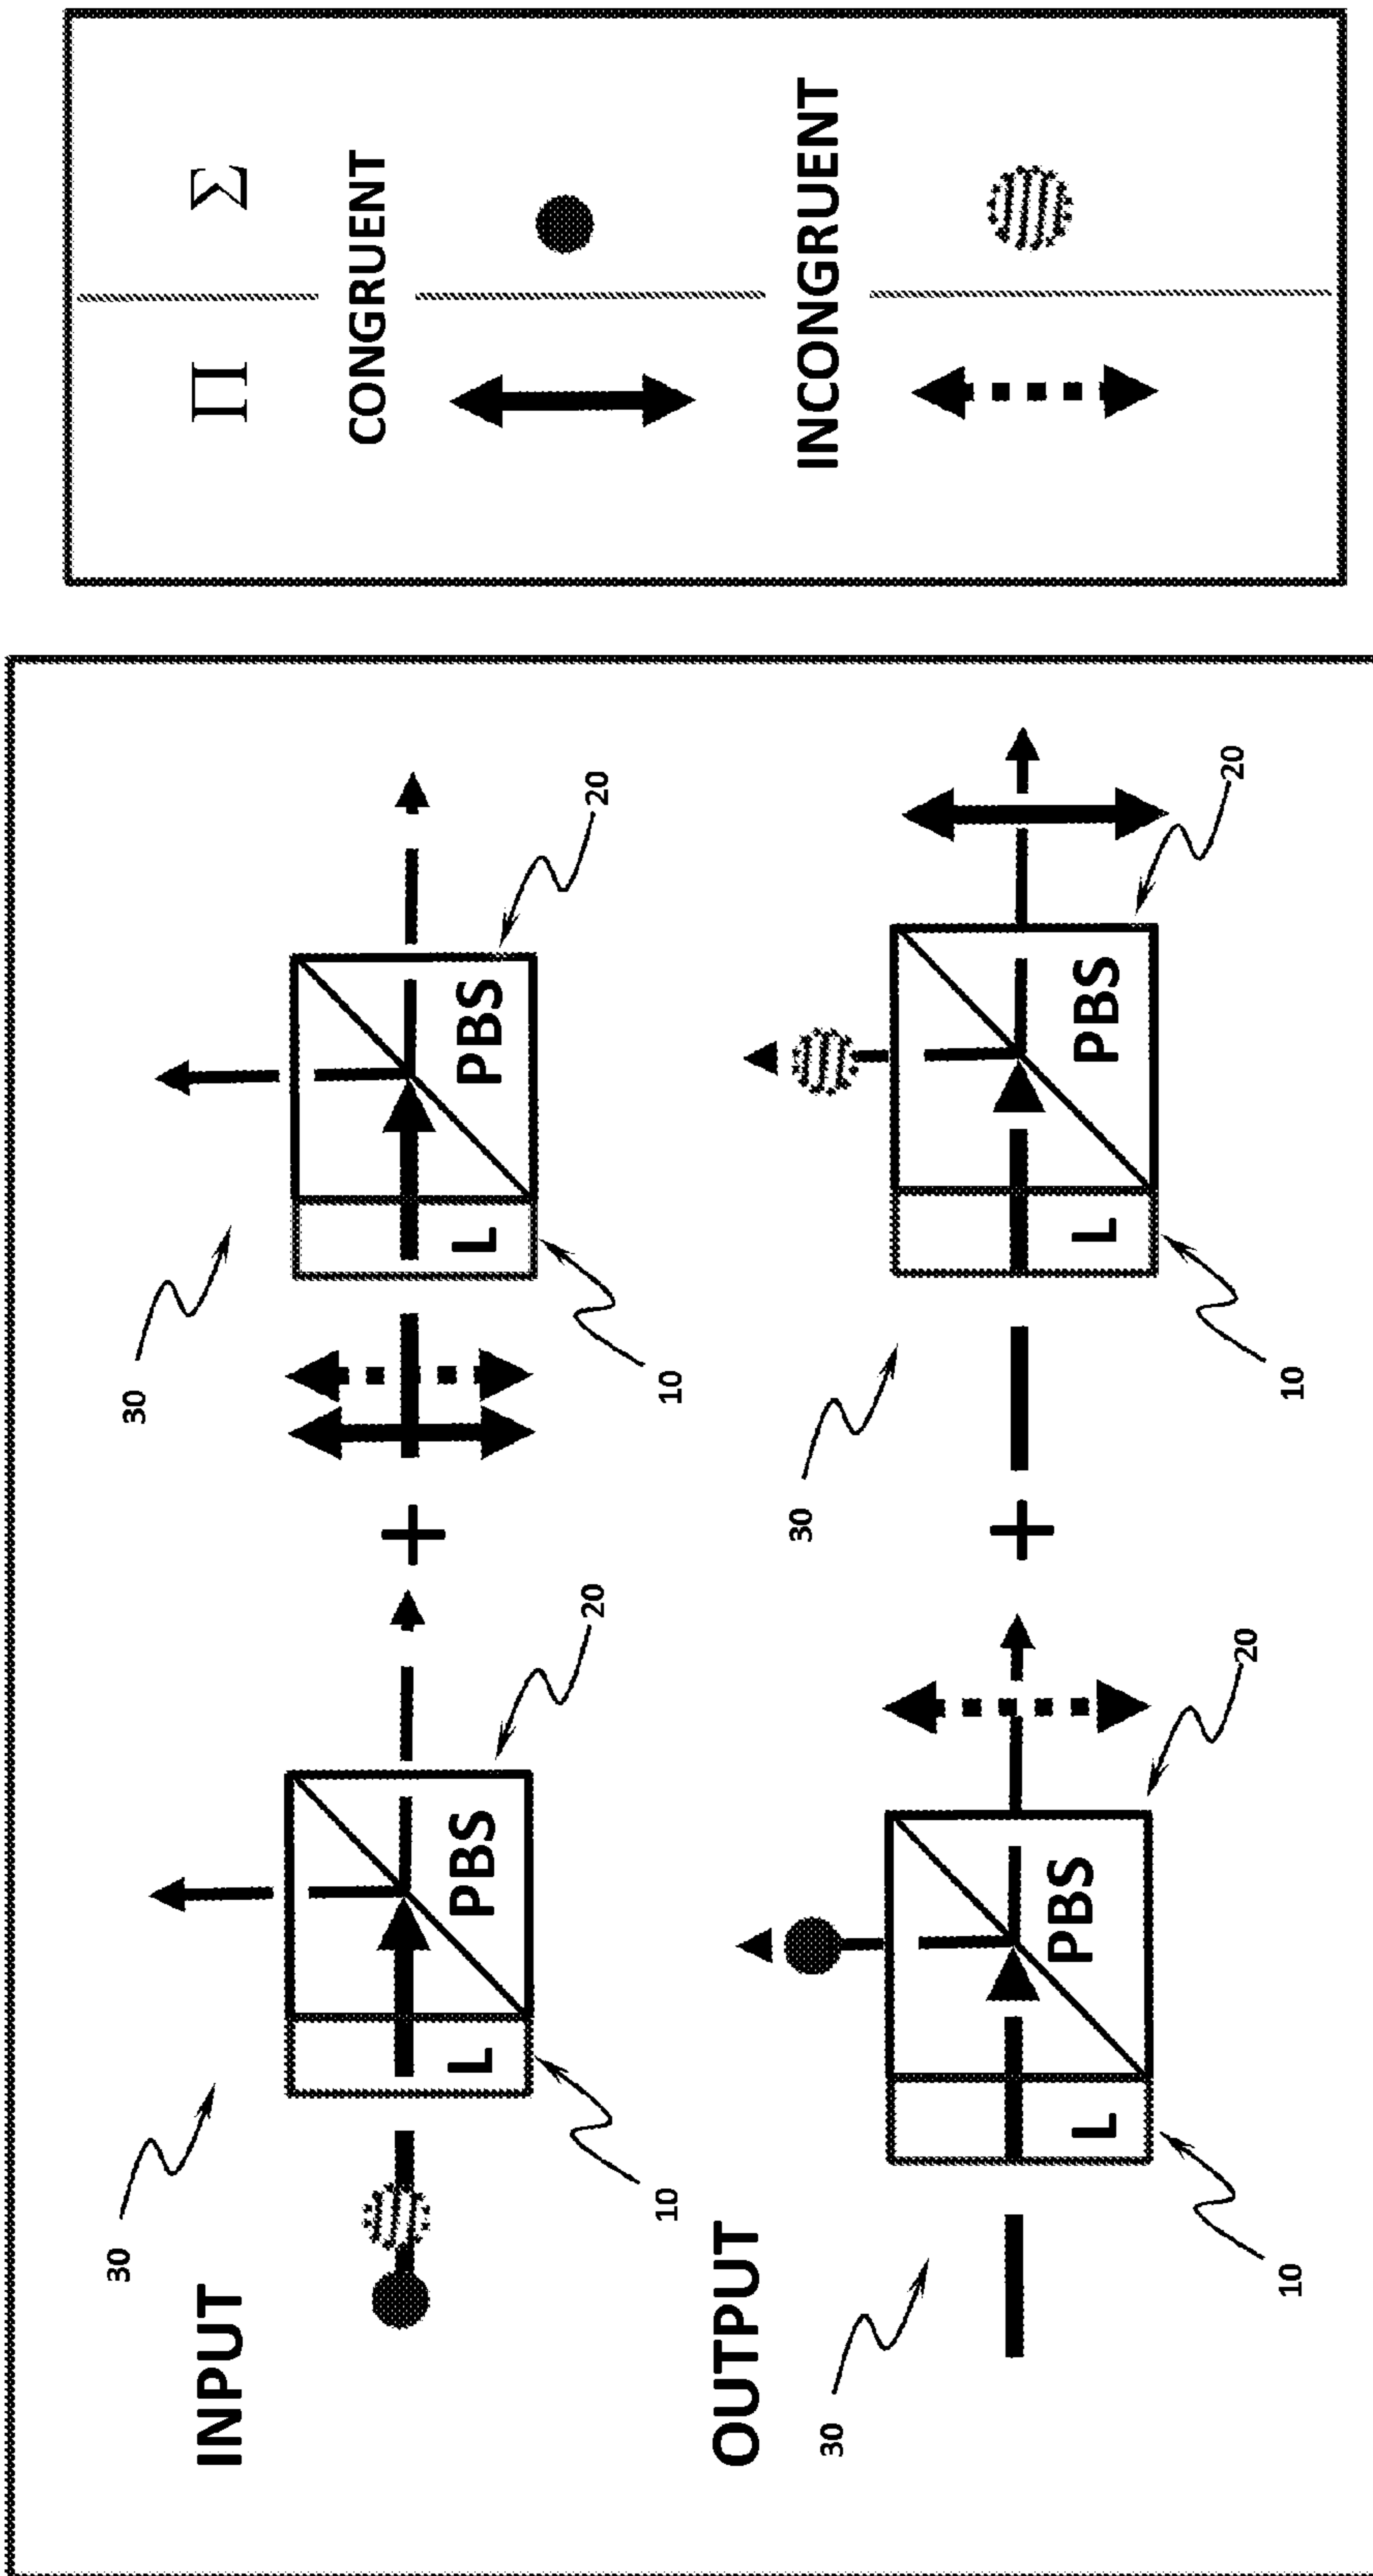 INPUT
30
L
PBS
20
10
+
30
L
PBS
20
10
OUTPUT
30
L
PBS
20
10
+
30
L
PBS
20
10
Π Σ
CONGRUENT
INCONGRUENT